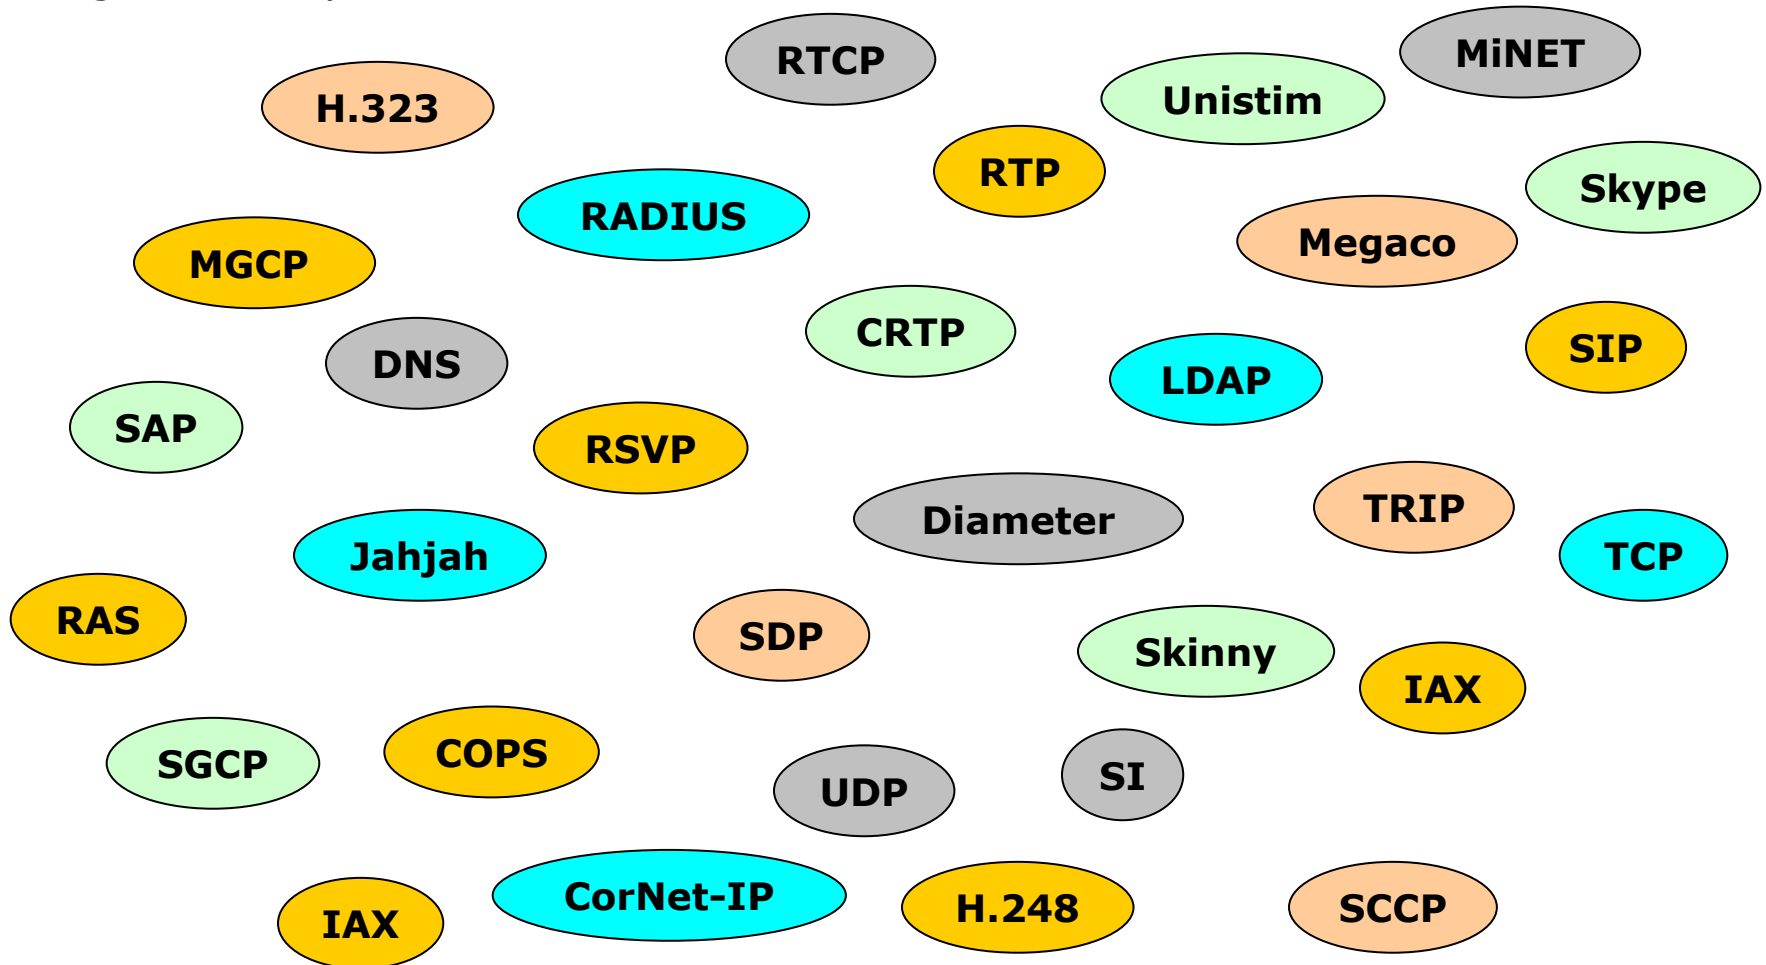 RTCP
MiNET
H.323
Unistim
RTP
Skype
RADIUS
Megaco
MGCP
CRTP
SIP
DNS
LDAP
SAP
RSVP
Diameter
TRIP
TCP
Jahjah
RAS
SDP
Skinny
IAX
SGCP
COPS
UDP
SI
CorNet-IP
H.248
SCCP
IAX